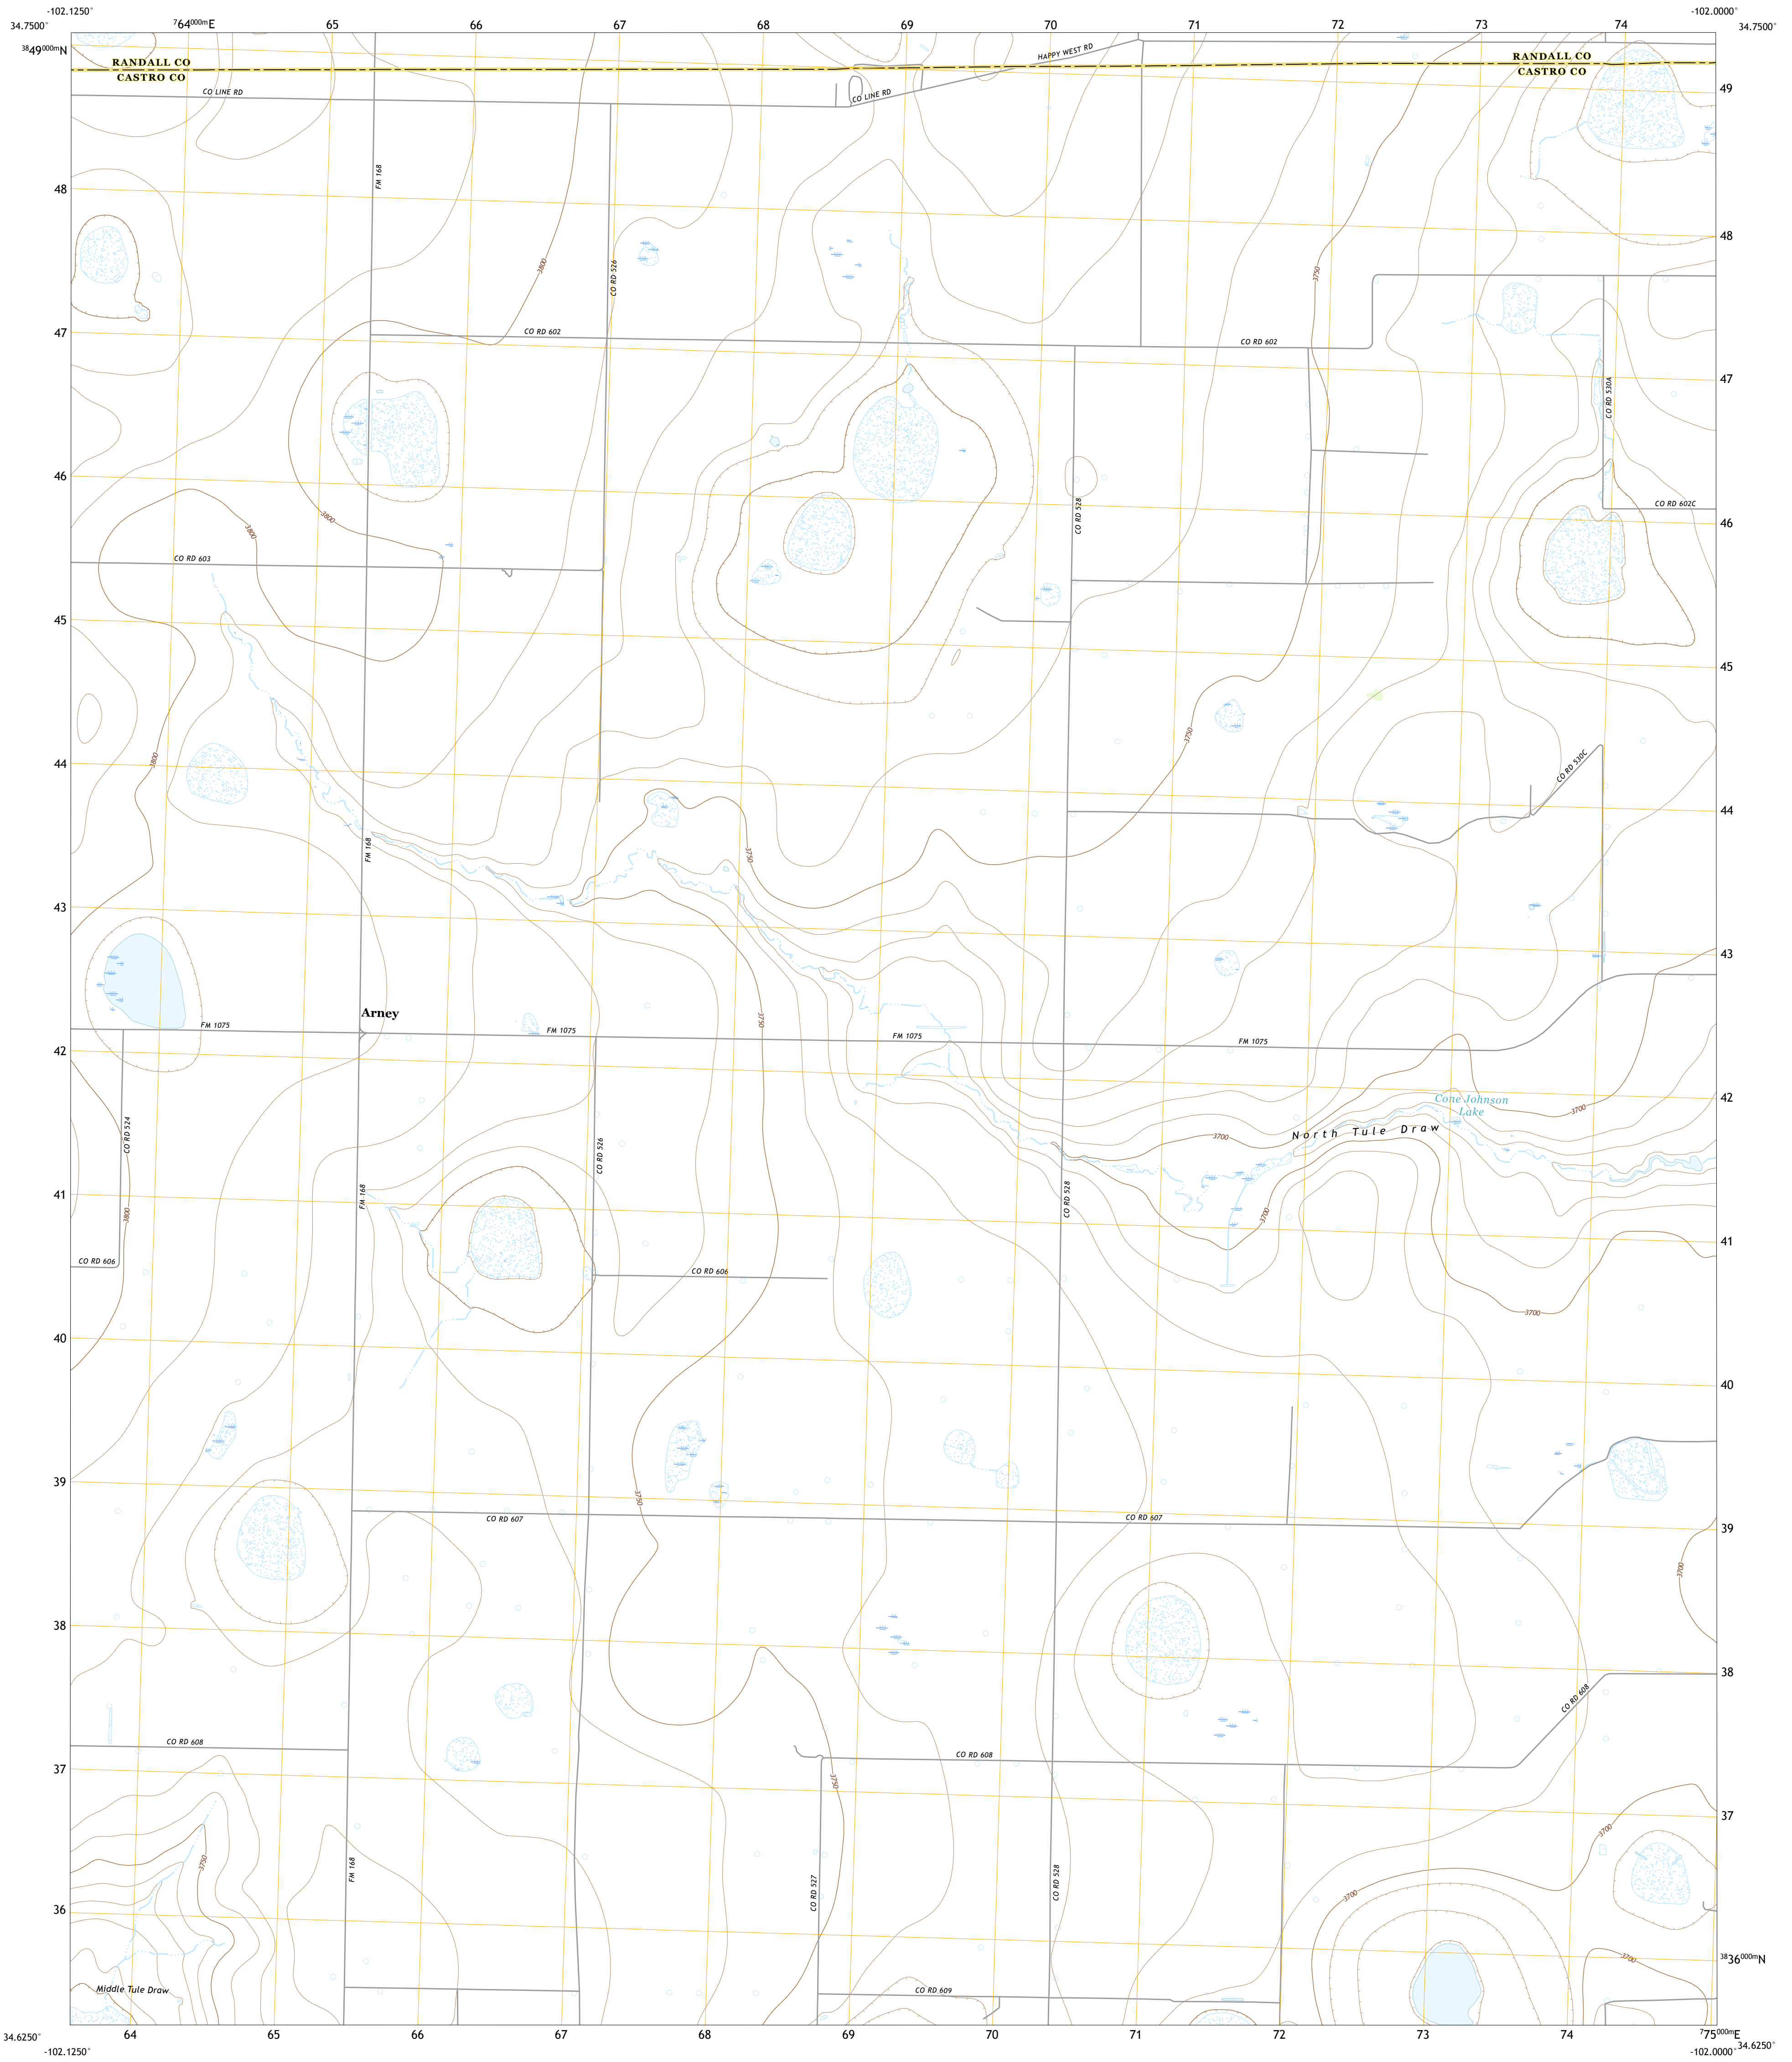 -102.1250°
-102.0000°
34.7500°
764000mE
65
66
67
68
69
70
71
72
73
74
34.7500°
3849000mN
HAPPY WEST RD
RANDALL CO
CASTRO CO
RANDALL CO
CASTRO CO
CO LINE RD
CO LINE RD
49
FM 168
48
48
3800
CO RD 526
3750
47
CO RD 602
CO RD 602
47
CO RD 530A
46
3800
3800
CO RD 528
CO RD 602C
46
CO RD 603
45
45
3750
3800
44
CO RD 530C
44
FM 168
3750
43
43
Arney
3750
FM 1075
FM 1075
FM 1075
FM 1075
42
42
Cone Johnson
Lake
3700
CO RD 524
CO RD 526
3700
North Tule Draw
41
FM 168
CO RD 528
3800
3700
41
CO RD 606
CO RD 606
3700
40
40
39
3750
CO RD 607
CO RD 607
39
3700
38
38
CO RD 608
CO RD 608
CO RD 608
37
3750
37
3700
3750
FM 168
CO RD 527
CO RD 528
3700
36
3700
3836000mN
Middle Tule Draw
CO RD 609
34.6250°
64
65
66
67
68
69
70
71
72
73
74
775000mE
34.6250°
-102.1250°
-102.0000°